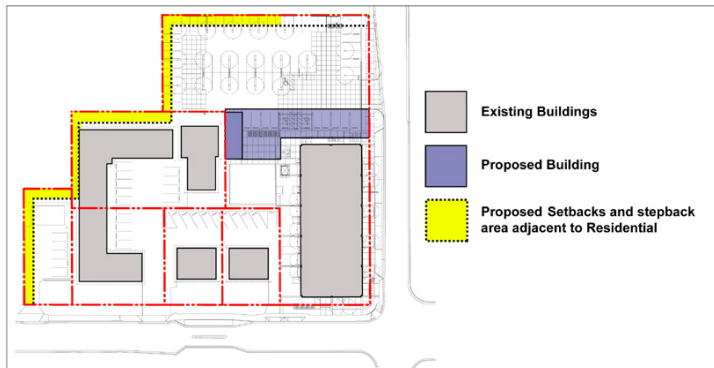 Existing Buildings
Proposed Building
Proposed Setbacks and stepback
area adjacent to Residential